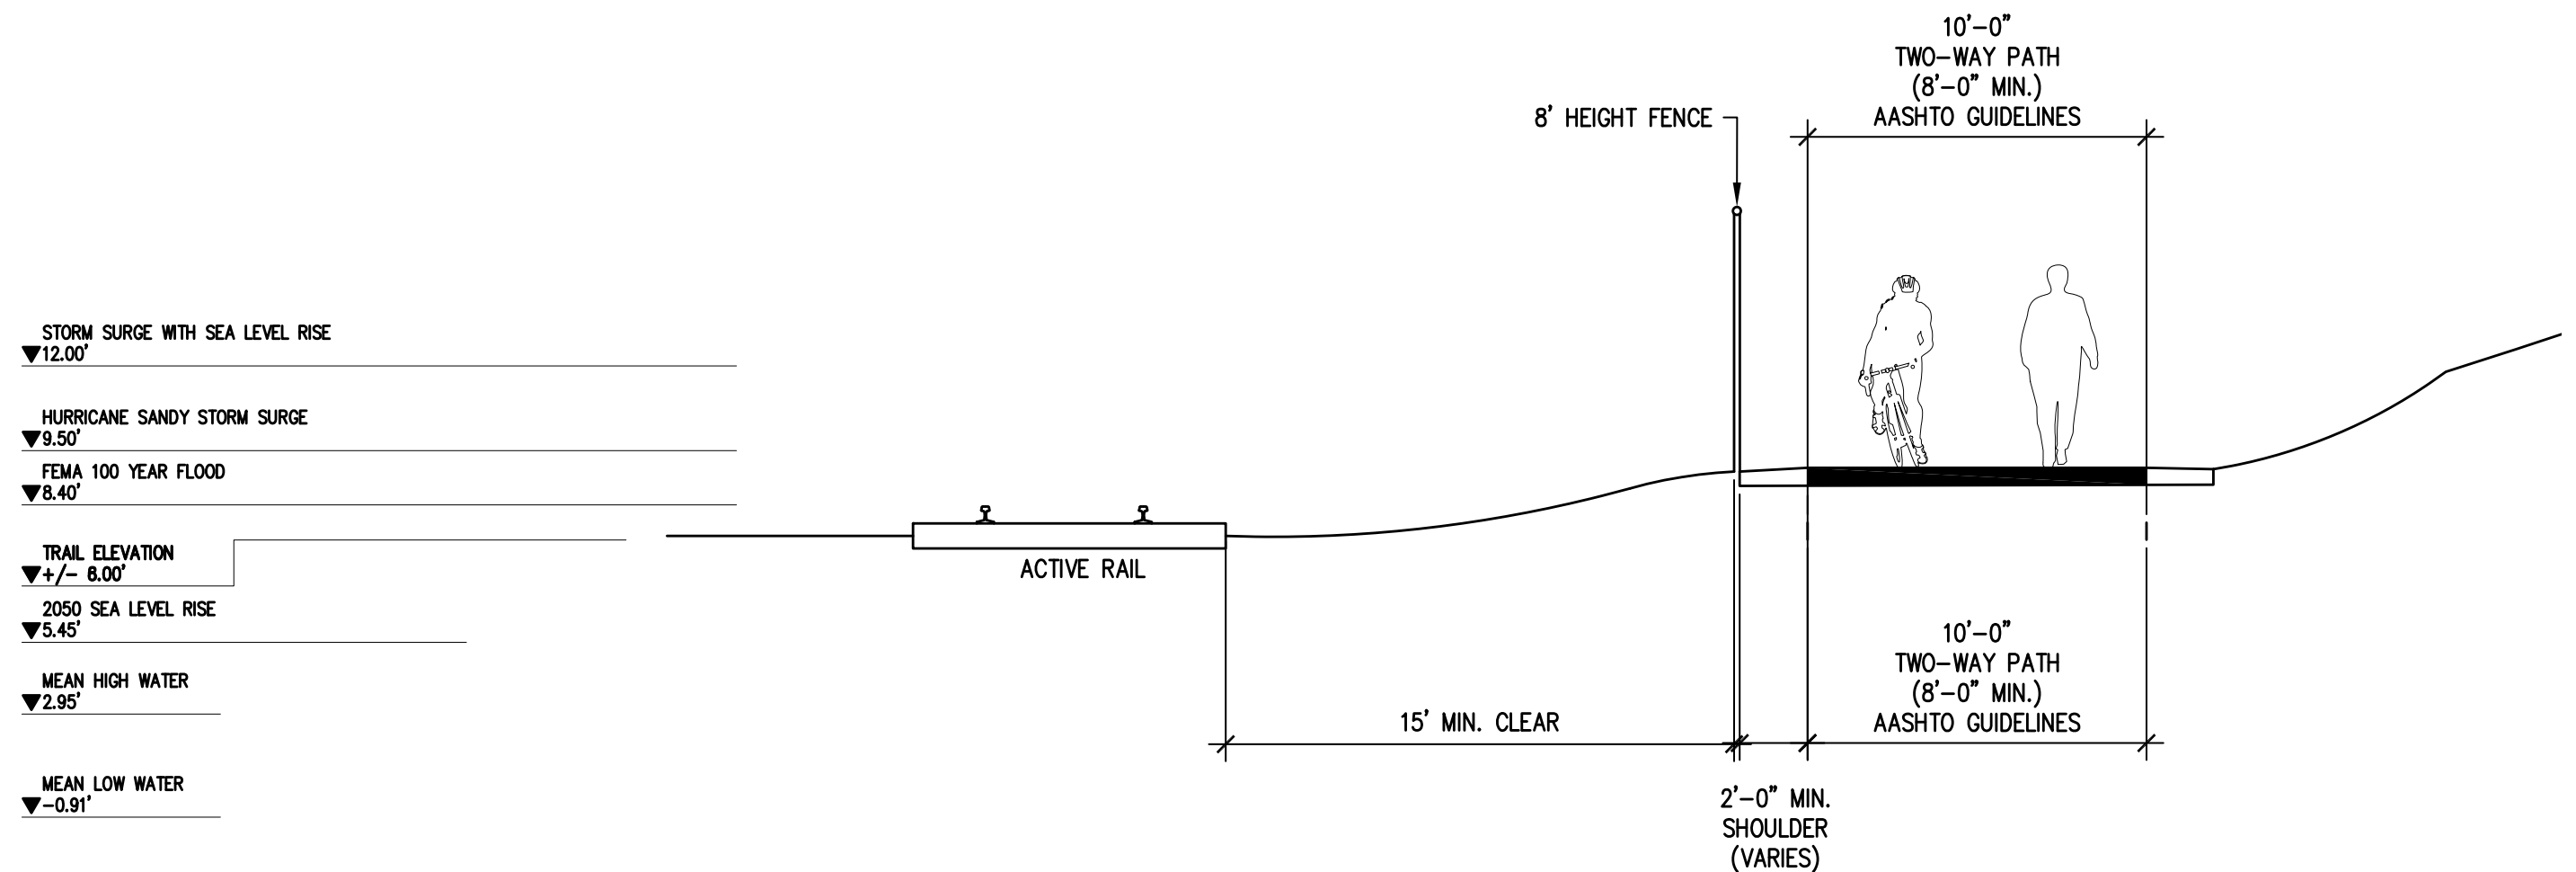 10'-0"
TWO-WAY PATH
(8'-0" MIN.)
AASHTO GUIDELINES
8' HEIGHT FENCE
STORM SURGE WITH SEA LEVEL RISE
12.00'
HURRICANE SANDY STORM SURGE
9.50'
FEMA 100 YEAR FLOOD
8.40'
TRAIL ELEVATION
+/- 8.00'
2050 SEA LEVEL RISE
5.45'
MEAN HIGH WATER
2.95'
MEAN LOW WATER
-0.91'
ACTIVE RAIL
15' MIN. CLEAR
10'-0"
TWO-WAY PATH
(8'-0" MIN.)
AASHTO GUIDELINES
2'-0" MIN.
SHOULDER
(VARIES)